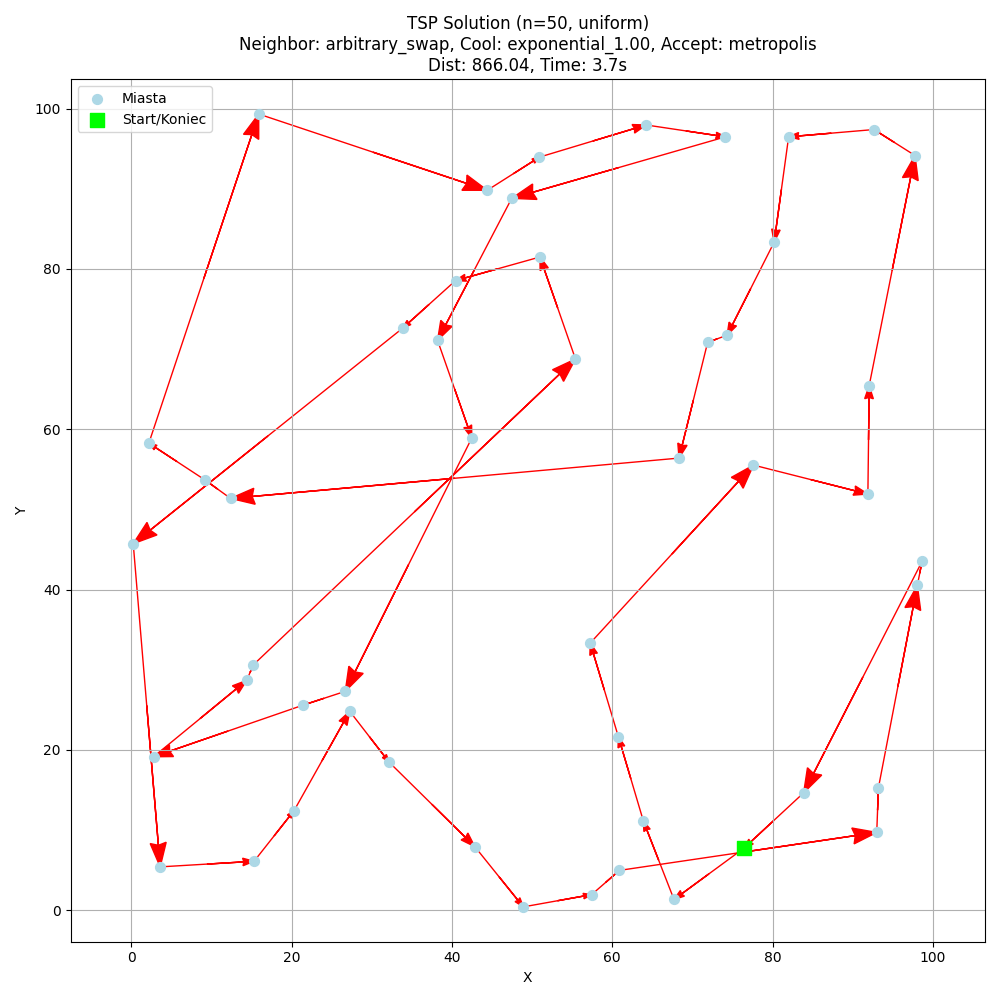 TSP Solution (n=50, uniform)
Neighbor: arbitrary_swap, Cool: exponential_1.00, Accept: metropolis
Dist: 866.04, Time: 3.7s
Miasta
Start/Koniec
100
80
60
40
20
0
Y
0 20 40 60 80 100
X